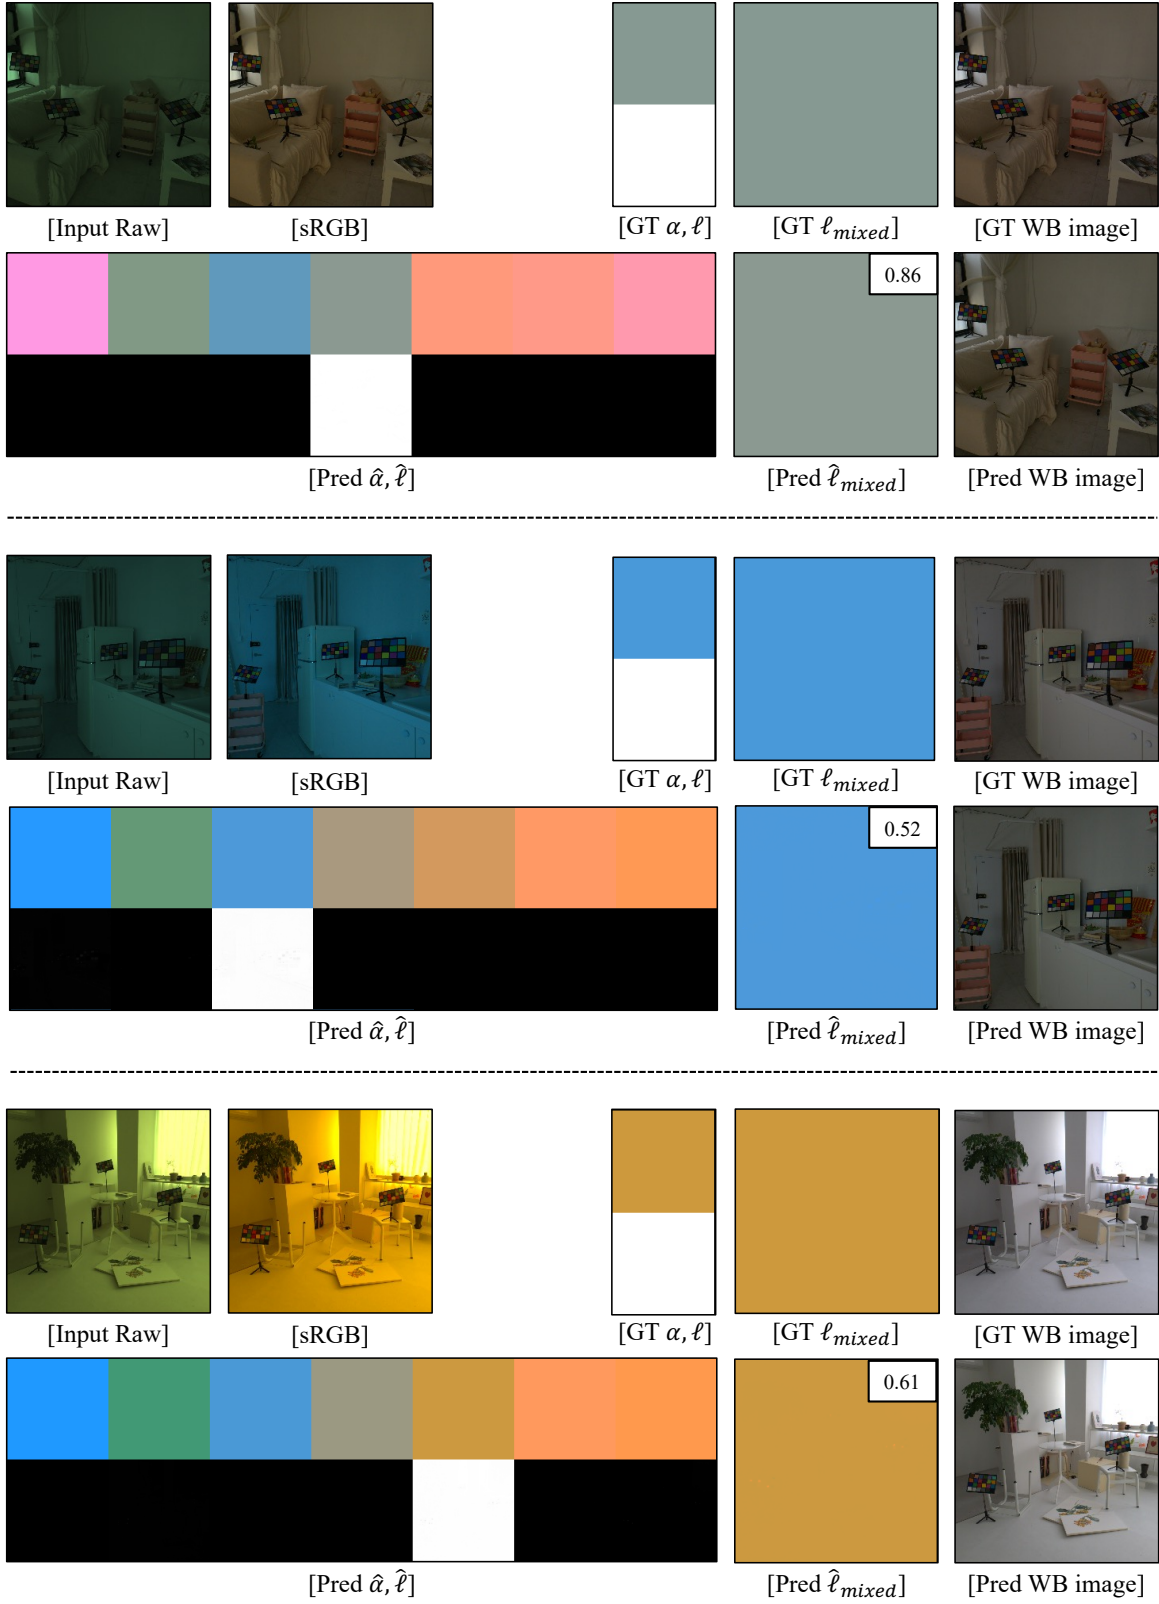 [Input Raw] [sRGB] [GT α, ℓ] [GT ℓ_mixed] [GT WB image]
0.86
[Pred α̂, ℓ̂] [Pred ℓ̂_mixed] [Pred WB image]
[Input Raw] [sRGB] [GT α, ℓ] [GT ℓ_mixed] [GT WB image]
0.52
[Pred α̂, ℓ̂] [Pred ℓ̂_mixed] [Pred WB image]
[Input Raw] [sRGB] [GT α, ℓ] [GT ℓ_mixed] [GT WB image]
0.61
[Pred α̂, ℓ̂] [Pred ℓ̂_mixed] [Pred WB image]